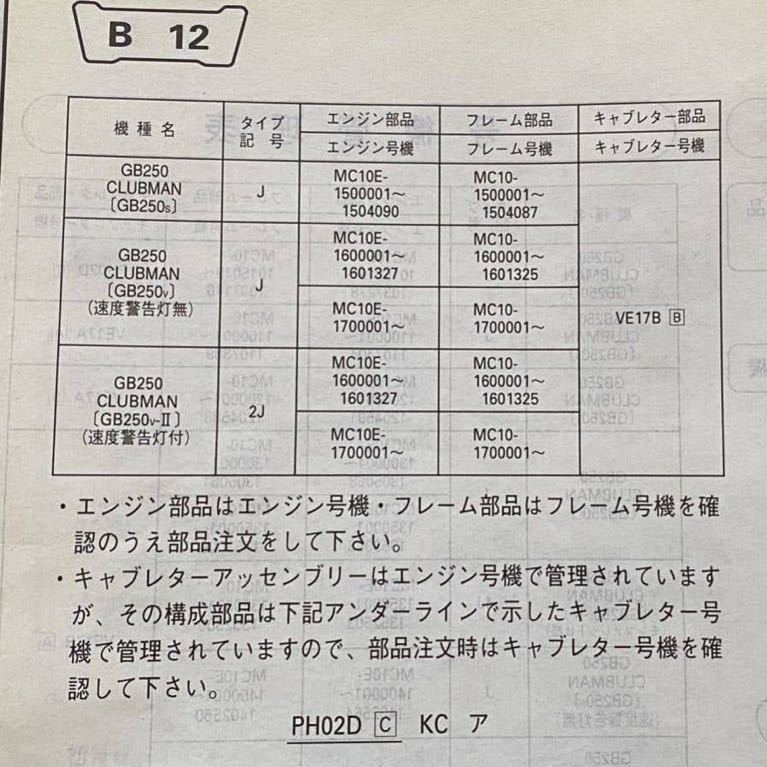 B 12
機種名 タイプ記号 エンジン部品 フレーム部品 キャブレター部品
エンジン号機 フレーム号機 キャブレター号機
GB250
CLUBMAN
〔GB250s〕
J
MC10E-
1500001〜
1504090
MC10-
1500001〜
1504087
GB250
CLUBMAN
〔GB250v〕
(速度警告灯無)
J
MC10E-
1600001〜
1601327
MC10-
1600001〜
1601325
MC10E-
1700001〜
MC10-
1700001〜
VE17B B
GB250
CLUBMAN
〔GB250v-II〕
(速度警告灯付)
2J
MC10E-
1600001〜
1601327
MC10-
1600001〜
1601325
MC10E-
1700001〜
MC10-
1700001〜
・エンジン部品はエンジン号機・フレーム部品はフレーム号機を確
認のうえ部品注文をして下さい。
・キャブレターアッセンブリーはエンジン号機で管理されています
が、その構成部品は下記アンダーラインで示したキャブレター号
機で管理されていますので、部品注文時はキャブレター号機を確
認して下さい。
PH02D C KC ア